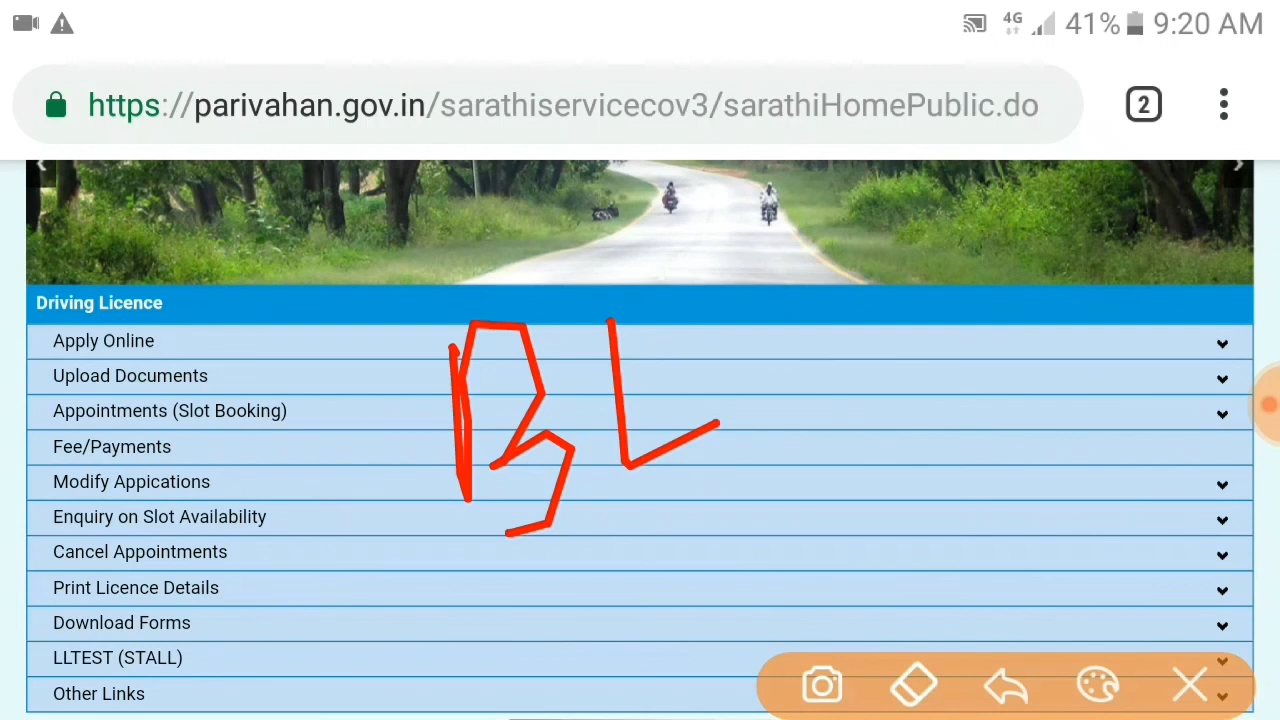 4G 41% 9:20 AM
https://parivahan.gov.in/sarathiservicecov3/sarathiHomePublic.do 2
Driving Licence
Apply Online
Upload Documents
Appointments (Slot Booking)
Fee/Payments
Modify Appications
Enquiry on Slot Availability
Cancel Appointments
Print Licence Details
Download Forms
LLTEST (STALL)
Other Links
BL